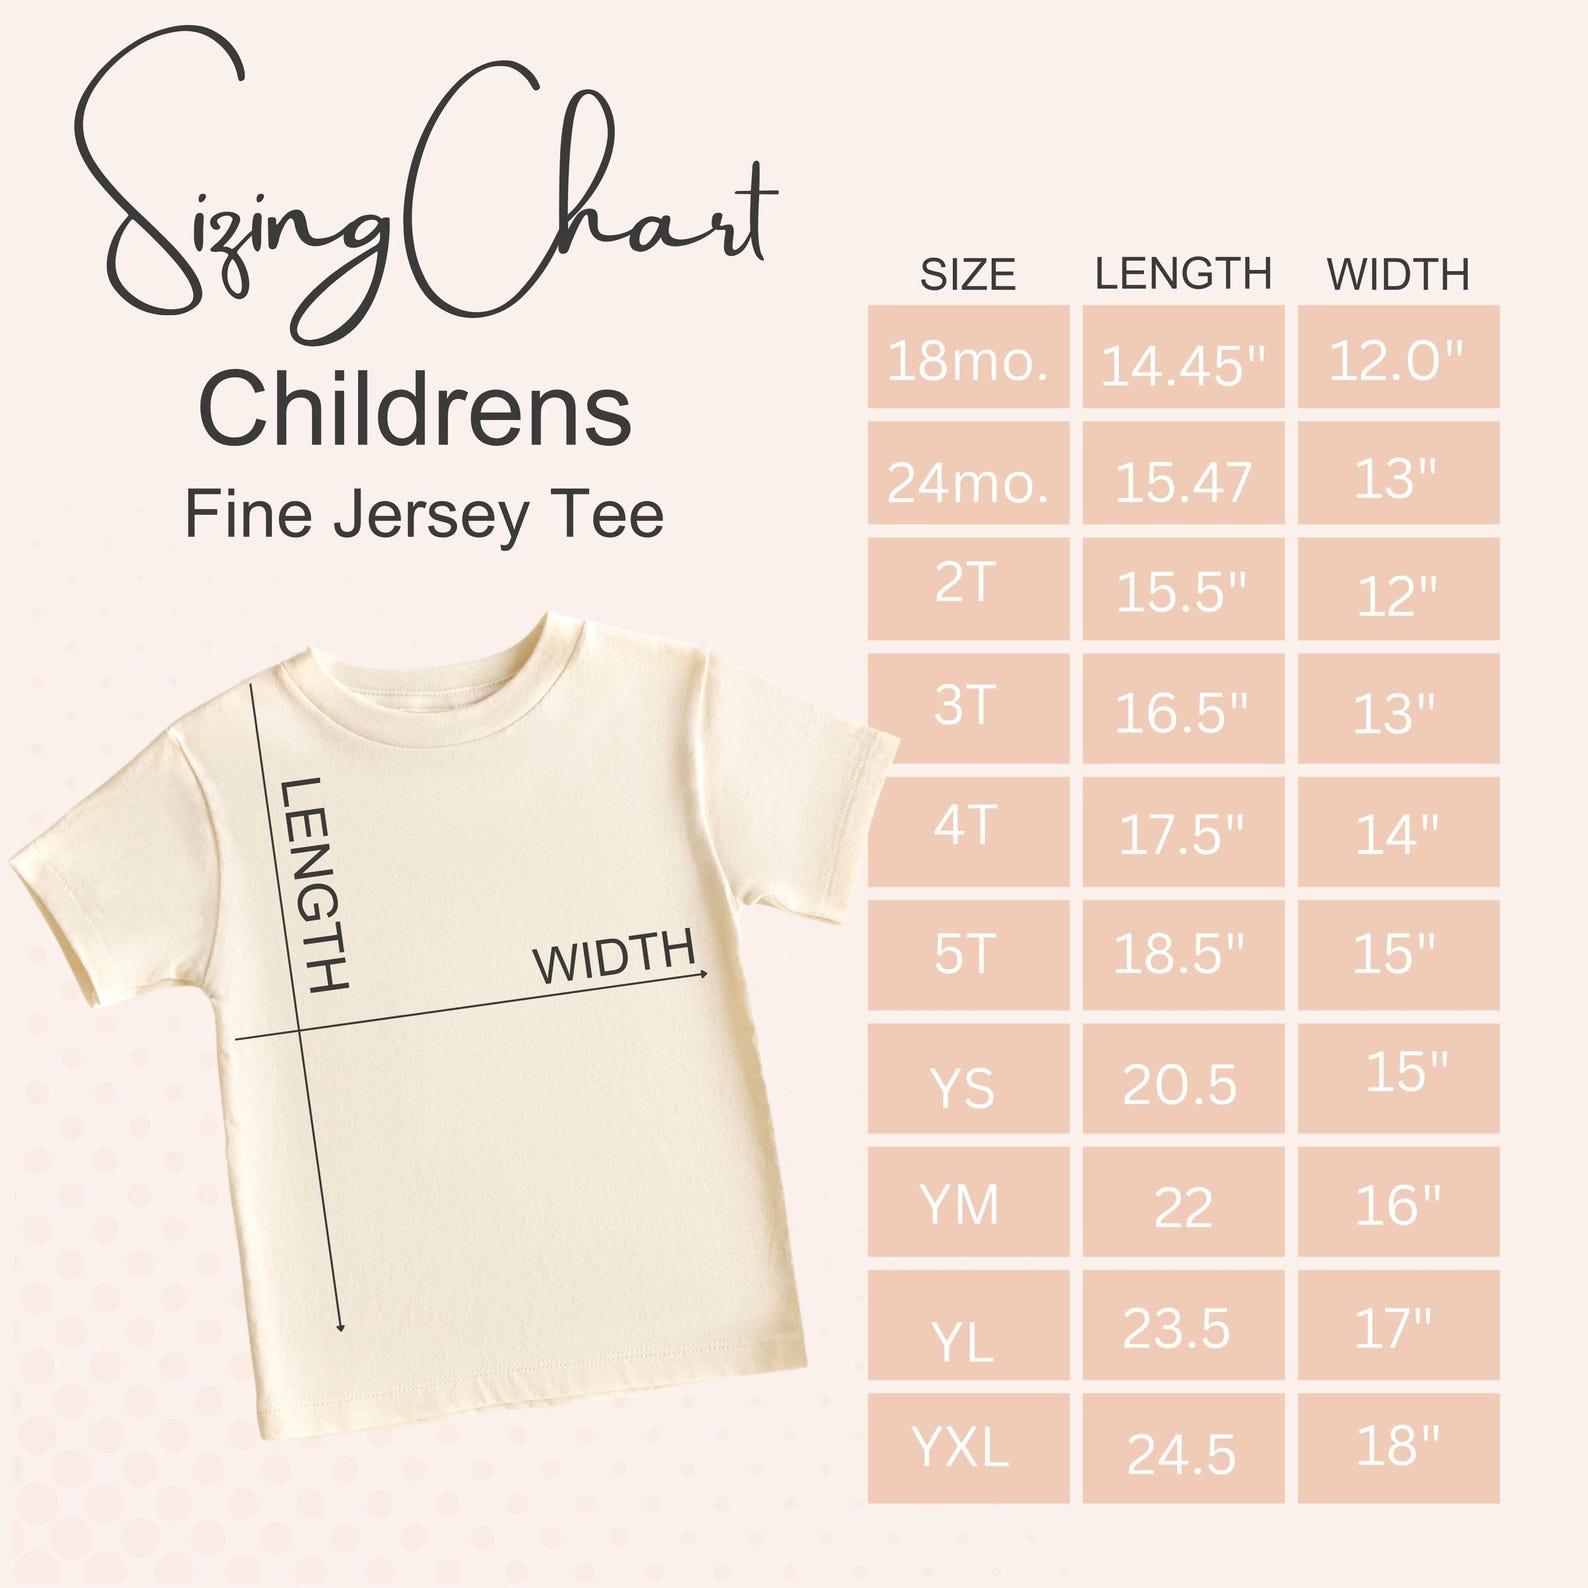 Sizing Chart
Childrens
Fine Jersey Tee
LENGTH
WIDTH
SIZE LENGTH WIDTH
18mo. 14.45" 12.0"
24mo. 15.47 13"
2T 15.5" 12"
3T 16.5" 13"
4T 17.5" 14"
5T 18.5" 15"
YS 20.5 15"
YM 22 16"
YL 23.5 17"
YXL 24.5 18"